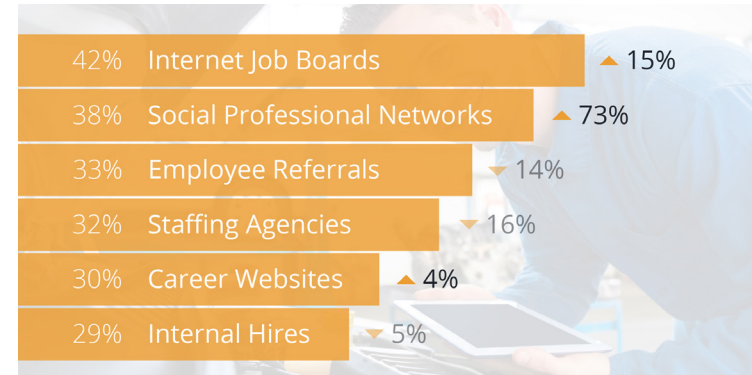 42% Internet Job Boards 15%
38% Social Professional Networks 73%
33% Employee Referrals 14%
32% Staffing Agencies 16%
30% Career Websites 4%
29% Internal Hires 5%